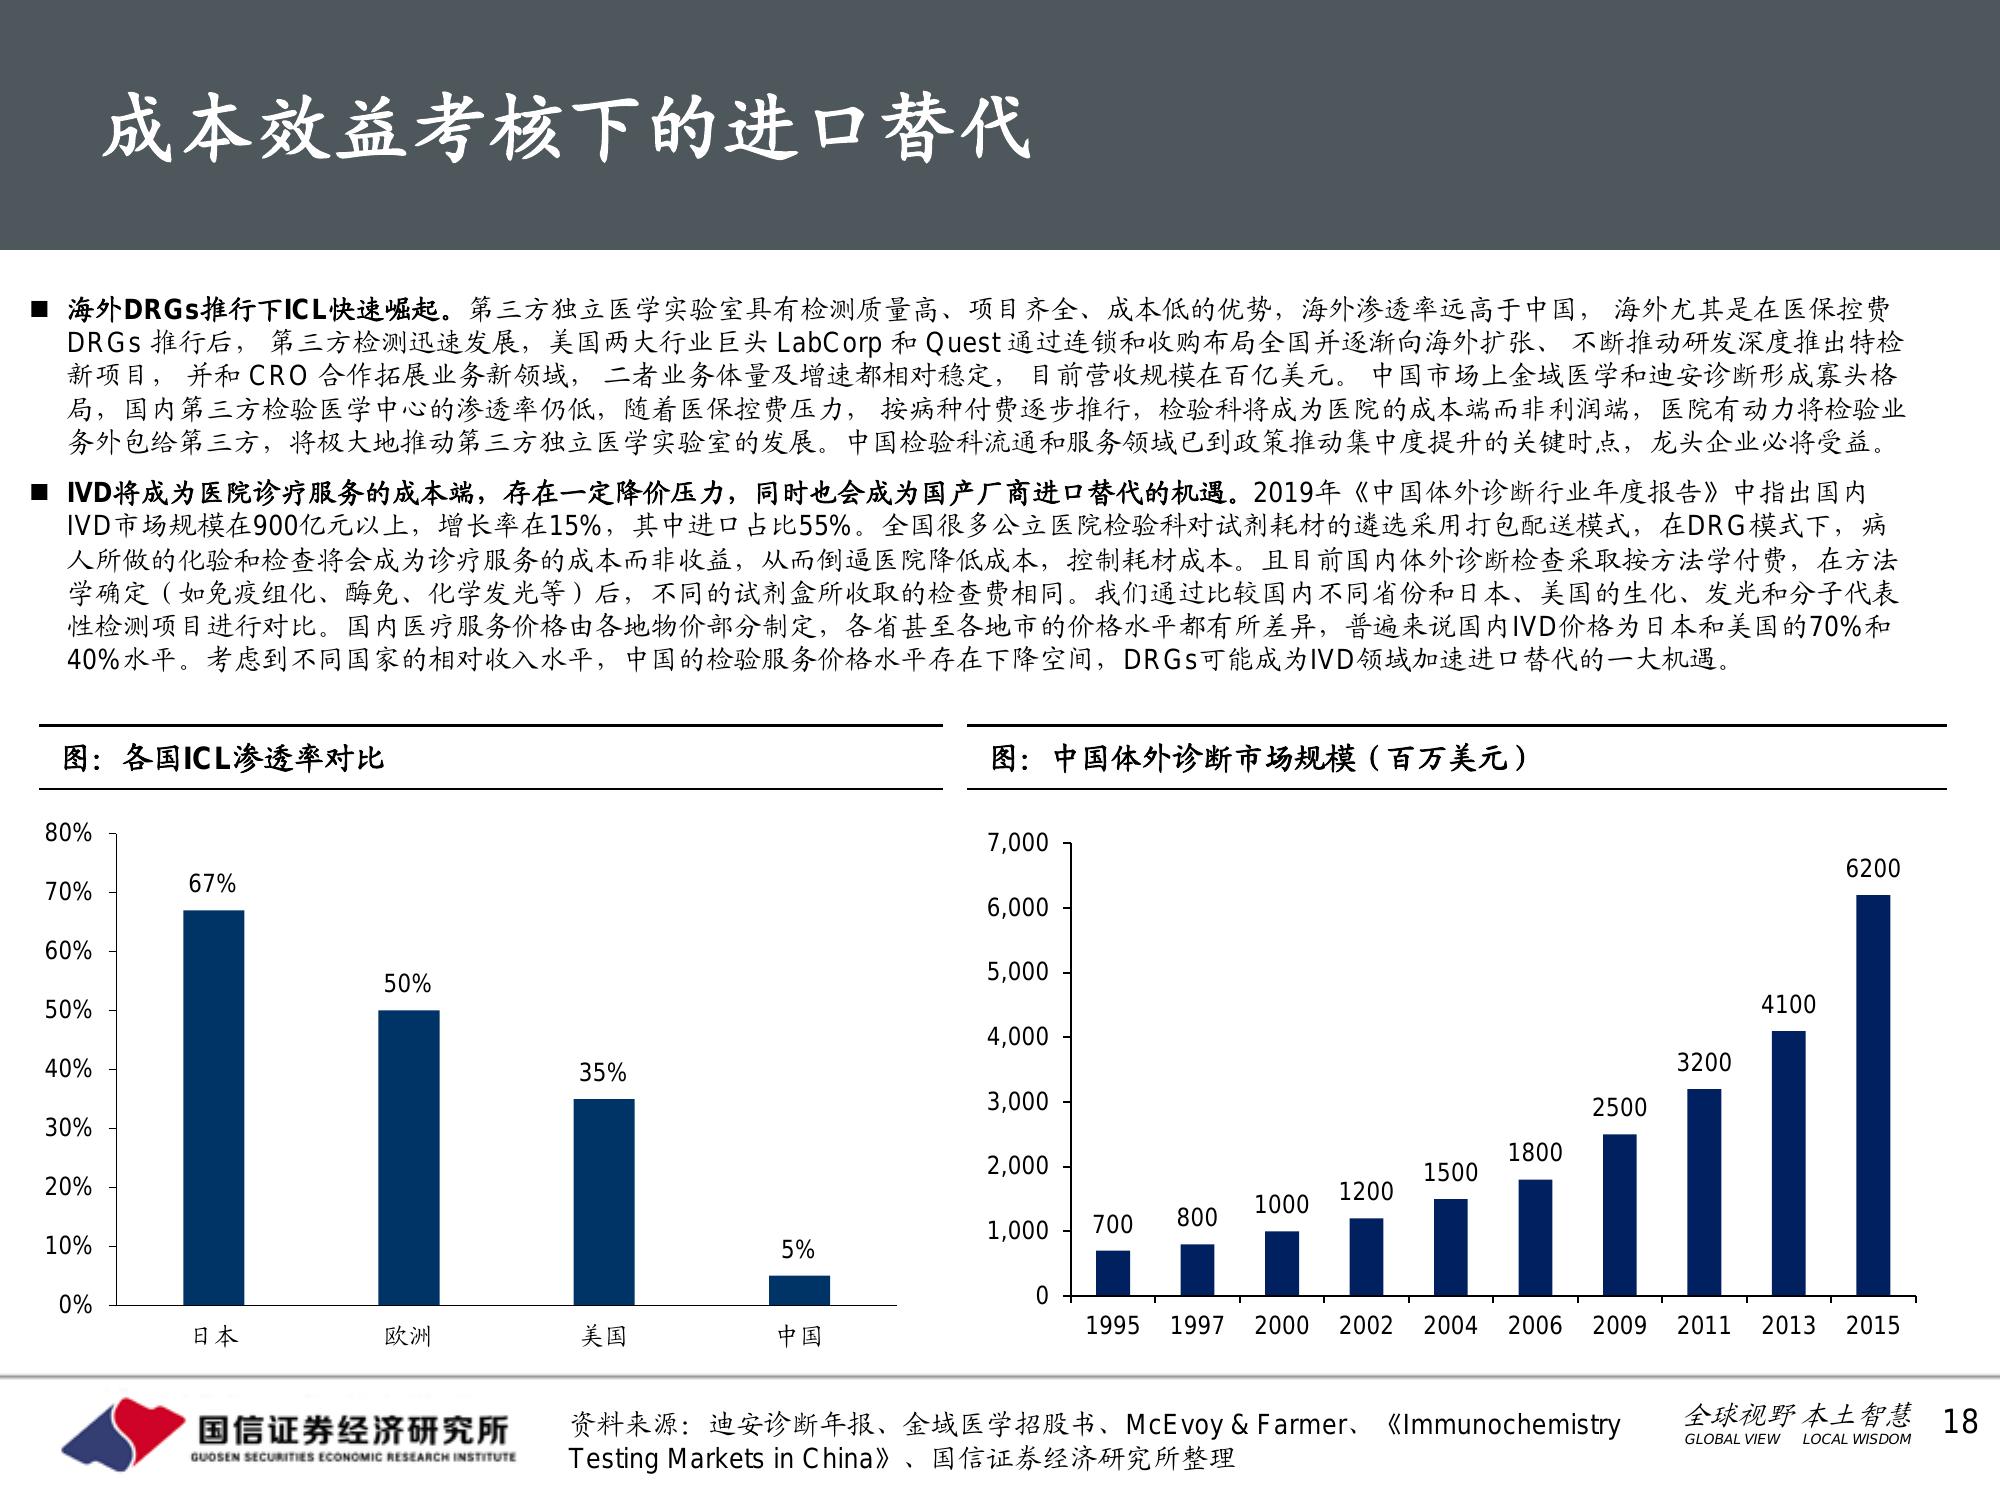 成本效益考核下的进口替代
■ 海外DRGs推行下ICL快速崛起。第三方独立医学实验室具有检测质量高、项目齐全、成本低的优势，海外渗透率远高于中国， 海外尤其是在医保控费
DRGs 推行后， 第三方检测迅速发展，美国两大行业巨头 LabCorp 和 Quest 通过连锁和收购布局全国并逐渐向海外扩张、 不断推动研发深度推出特检
新项目， 并和 CRO 合作拓展业务新领域， 二者业务体量及增速都相对稳定， 目前营收规模在百亿美元。 中国市场上金域医学和迪安诊断形成寡头格
局，国内第三方检验医学中心的渗透率仍低，随着医保控费压力， 按病种付费逐步推行，检验科将成为医院的成本端而非利润端，医院有动力将检验业
务外包给第三方，将极大地推动第三方独立医学实验室的发展。中国检验科流通和服务领域已到政策推动集中度提升的关键时点，龙头企业必将受益。
■ IVD将成为医院诊疗服务的成本端，存在一定降价压力，同时也会成为国产厂商进口替代的机遇。2019年《中国体外诊断行业年度报告》中指出国内
IVD市场规模在900亿元以上，增长率在15%，其中进口占比55%。全国很多公立医院检验科对试剂耗材的遴选采用打包配送模式，在DRG模式下，病
人所做的化验和检查将会成为诊疗服务的成本而非收益，从而倒逼医院降低成本，控制耗材成本。且目前国内体外诊断检查采取按方法学付费，在方法
学确定（如免疫组化、酶免、化学发光等）后，不同的试剂盒所收取的检查费相同。我们通过比较国内不同省份和日本、美国的生化、发光和分子代表
性检测项目进行对比。国内医疗服务价格由各地物价部分制定，各省甚至各地市的价格水平都有所差异，普遍来说国内IVD价格为日本和美国的70%和
40%水平。考虑到不同国家的相对收入水平，中国的检验服务价格水平存在下降空间，DRGs可能成为IVD领域加速进口替代的一大机遇。
图：各国ICL渗透率对比
80%
70%
60%
50%
40%
30%
20%
10%
0%
67%
50%
35%
5%
日本 欧洲 美国 中国
图：中国体外诊断市场规模（百万美元）
7,000
6,000
5,000
4,000
3,000
2,000
1,000
0
700 800 1000 1200 1500 1800 2500 3200 4100 6200
1995 1997 2000 2002 2004 2006 2009 2011 2013 2015
国信证券经济研究所
GUOSEN SECURITIES ECONOMIC RESEARCH INSTITUTE
资料来源：迪安诊断年报、金域医学招股书、McEvoy & Farmer、《Immunochemistry
Testing Markets in China》、国信证券经济研究所整理
全球视野 本土智慧
GLOBAL VIEW LOCAL WISDOM
18